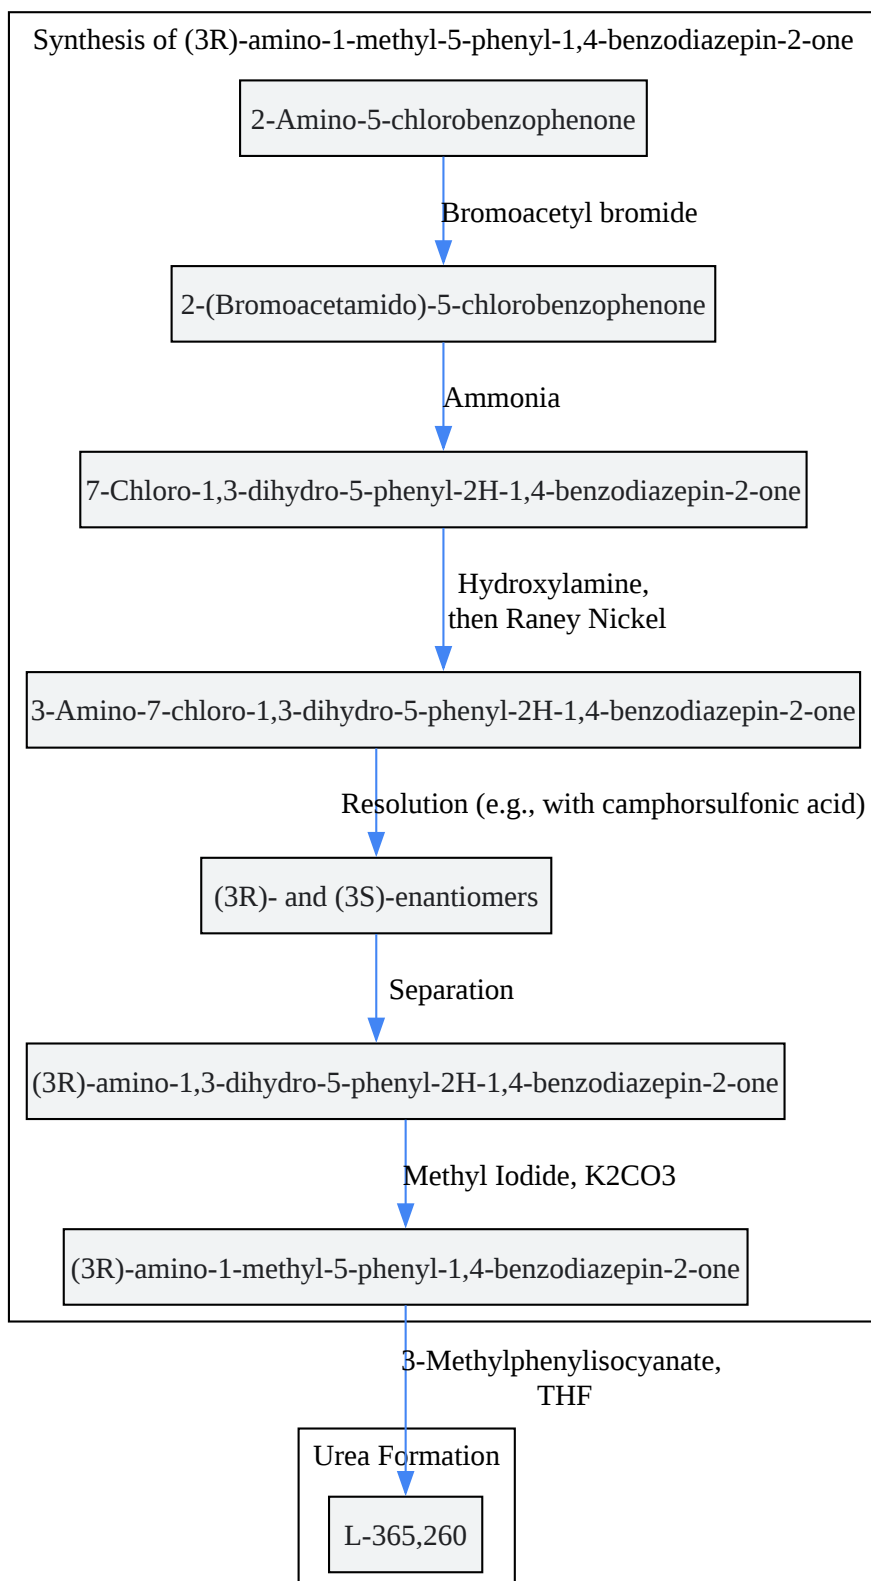 Synthesis of (3R)-amino-1-methyl-5-phenyl-1,4-benzodiazepin-2-one
2-Amino-5-chlorobenzophenone
Bromoacetyl bromide
2-(Bromoacetamido)-5-chlorobenzophenone
Ammonia
7-Chloro-1,3-dihydro-5-phenyl-2H-1,4-benzodiazepin-2-one
Hydroxylamine,
then Raney Nickel
3-Amino-7-chloro-1,3-dihydro-5-phenyl-2H-1,4-benzodiazepin-2-one
Resolution (e.g., with camphorsulfonic acid)
(3R)- and (3S)-enantiomers
Separation
(3R)-amino-1,3-dihydro-5-phenyl-2H-1,4-benzodiazepin-2-one
Methyl Iodide, K2CO3
(3R)-amino-1-methyl-5-phenyl-1,4-benzodiazepin-2-one
3-Methylphenylisocyanate,
THF
Urea Formation
L-365,260